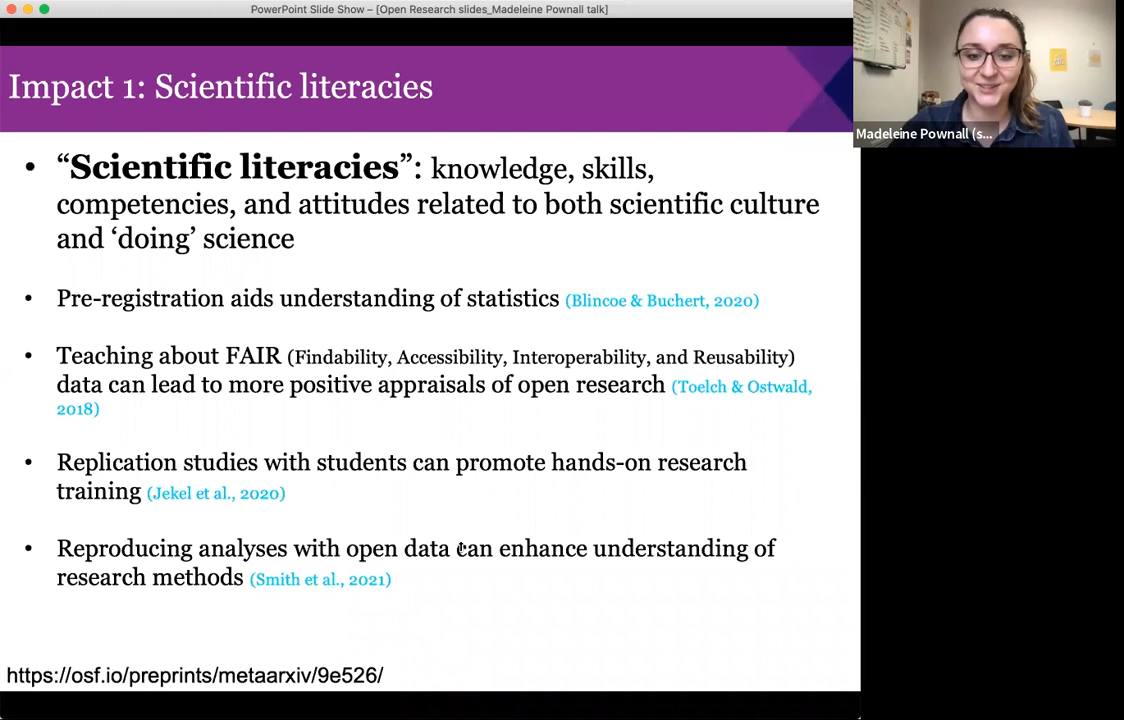 PowerPoint Slide Show – [Open Research slides_Madeleine Pownall talk]
Impact 1: Scientific literacies
Madeleine Pownall (s...
• “Scientific literacies”: knowledge, skills,
competencies, and attitudes related to both scientific culture
and ‘doing’ science
• Pre-registration aids understanding of statistics (Blincoe & Buchert, 2020)
• Teaching about FAIR (Findability, Accessibility, Interoperability, and Reusability)
data can lead to more positive appraisals of open research (Toelch & Ostwald,
2018)
• Replication studies with students can promote hands-on research
training (Jekel et al., 2020)
• Reproducing analyses with open data can enhance understanding of
research methods (Smith et al., 2021)
https://osf.io/preprints/metaarxiv/9e526/